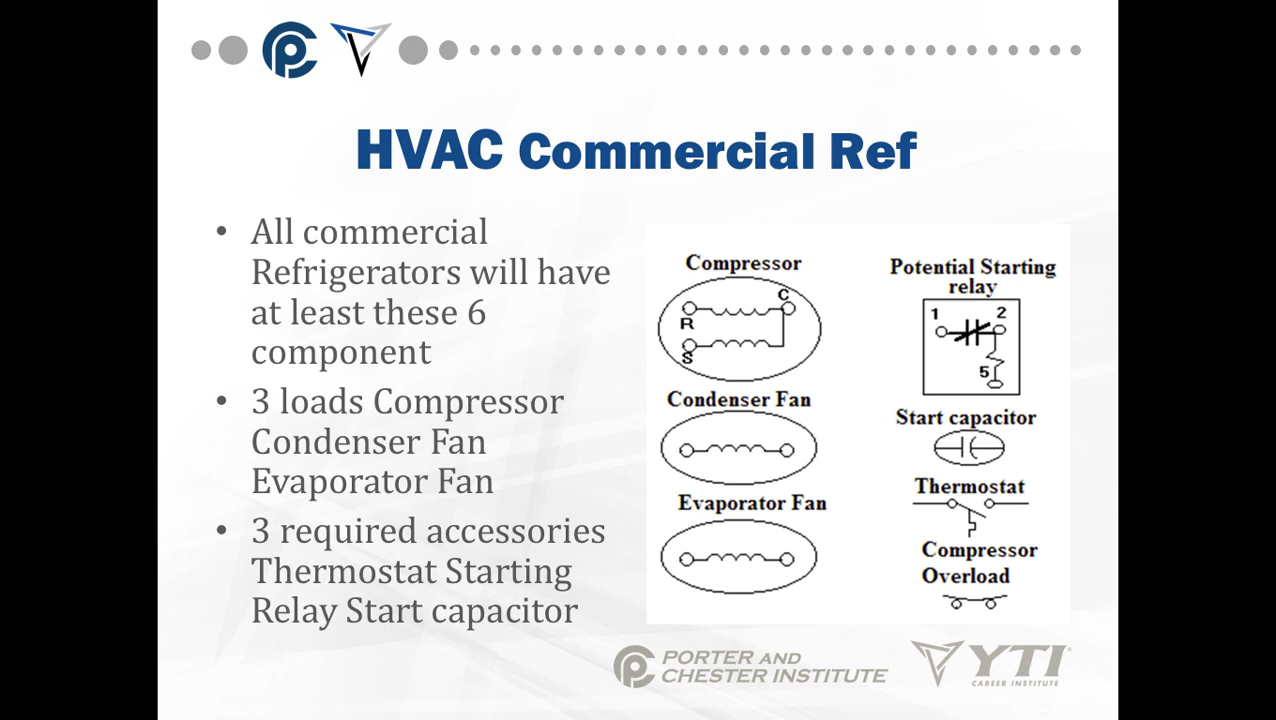 HVAC Commercial Ref
• All commercial
Refrigerators will have
at least these 6
component
• 3 loads Compressor
Condenser Fan
Evaporator Fan
• 3 required accessories
Thermostat Starting
Relay Start capacitor
Compressor
C
R
S
Condenser Fan
Evaporator Fan
Potential Starting
relay
1 2
5
Start capacitor
Thermostat
Compressor
Overload
PORTER AND
CHESTER INSTITUTE
YTI
CAREER INSTITUTE